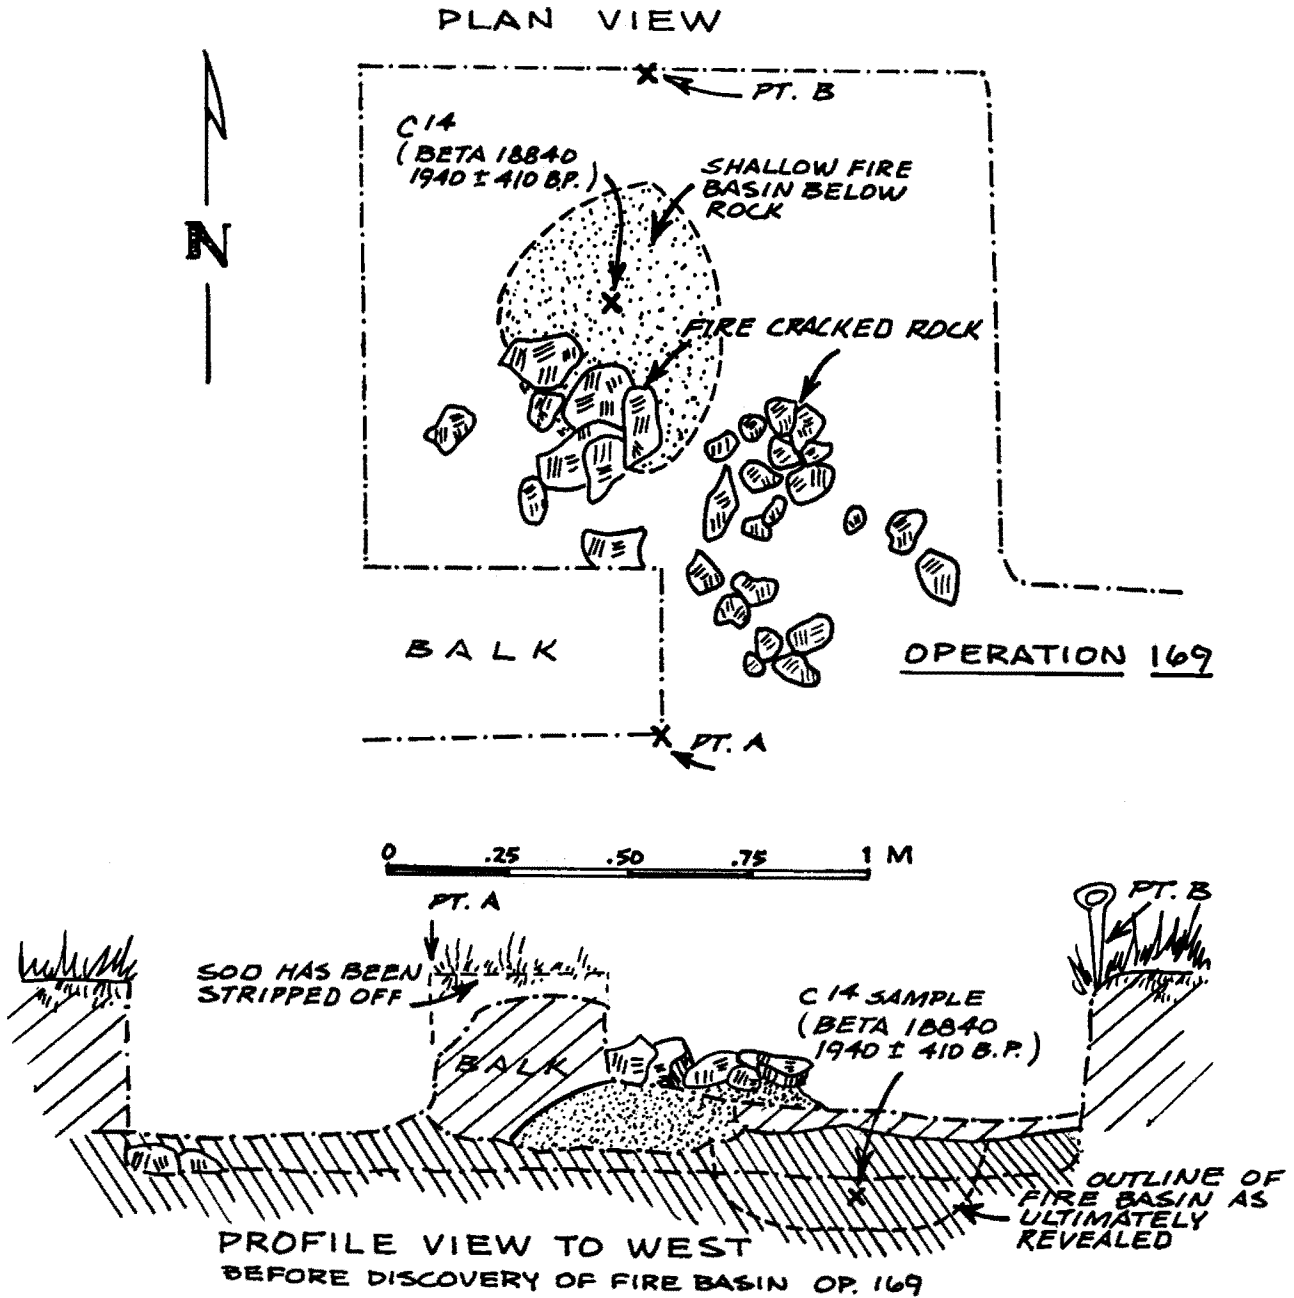 PLAN VIEW
PT. B
C 14
(BETA 18840
1940 ± 410 B.P.)
SHALLOW FIRE
BASIN BELOW
ROCK
N
FIRE CRACKED ROCK
BALK
OPERATION 169
PT. A
0 .25 .50 .75 1 M
PT. A
PT. B
SOD HAS BEEN
STRIPPED OFF
C 14 SAMPLE
(BETA 18840
1940 ± 410 B.P.)
BALK
OUTLINE OF
FIRE BASIN AS
ULTIMATELY
REVEALED
PROFILE VIEW TO WEST
BEFORE DISCOVERY OF FIRE BASIN OP. 169